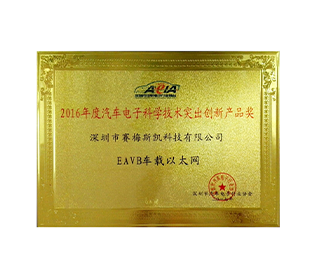 AEIA
2016年度汽车电子科学技术突出创新产品奖
深圳市赛梅斯凯科技有限公司
EAVB车载以太网